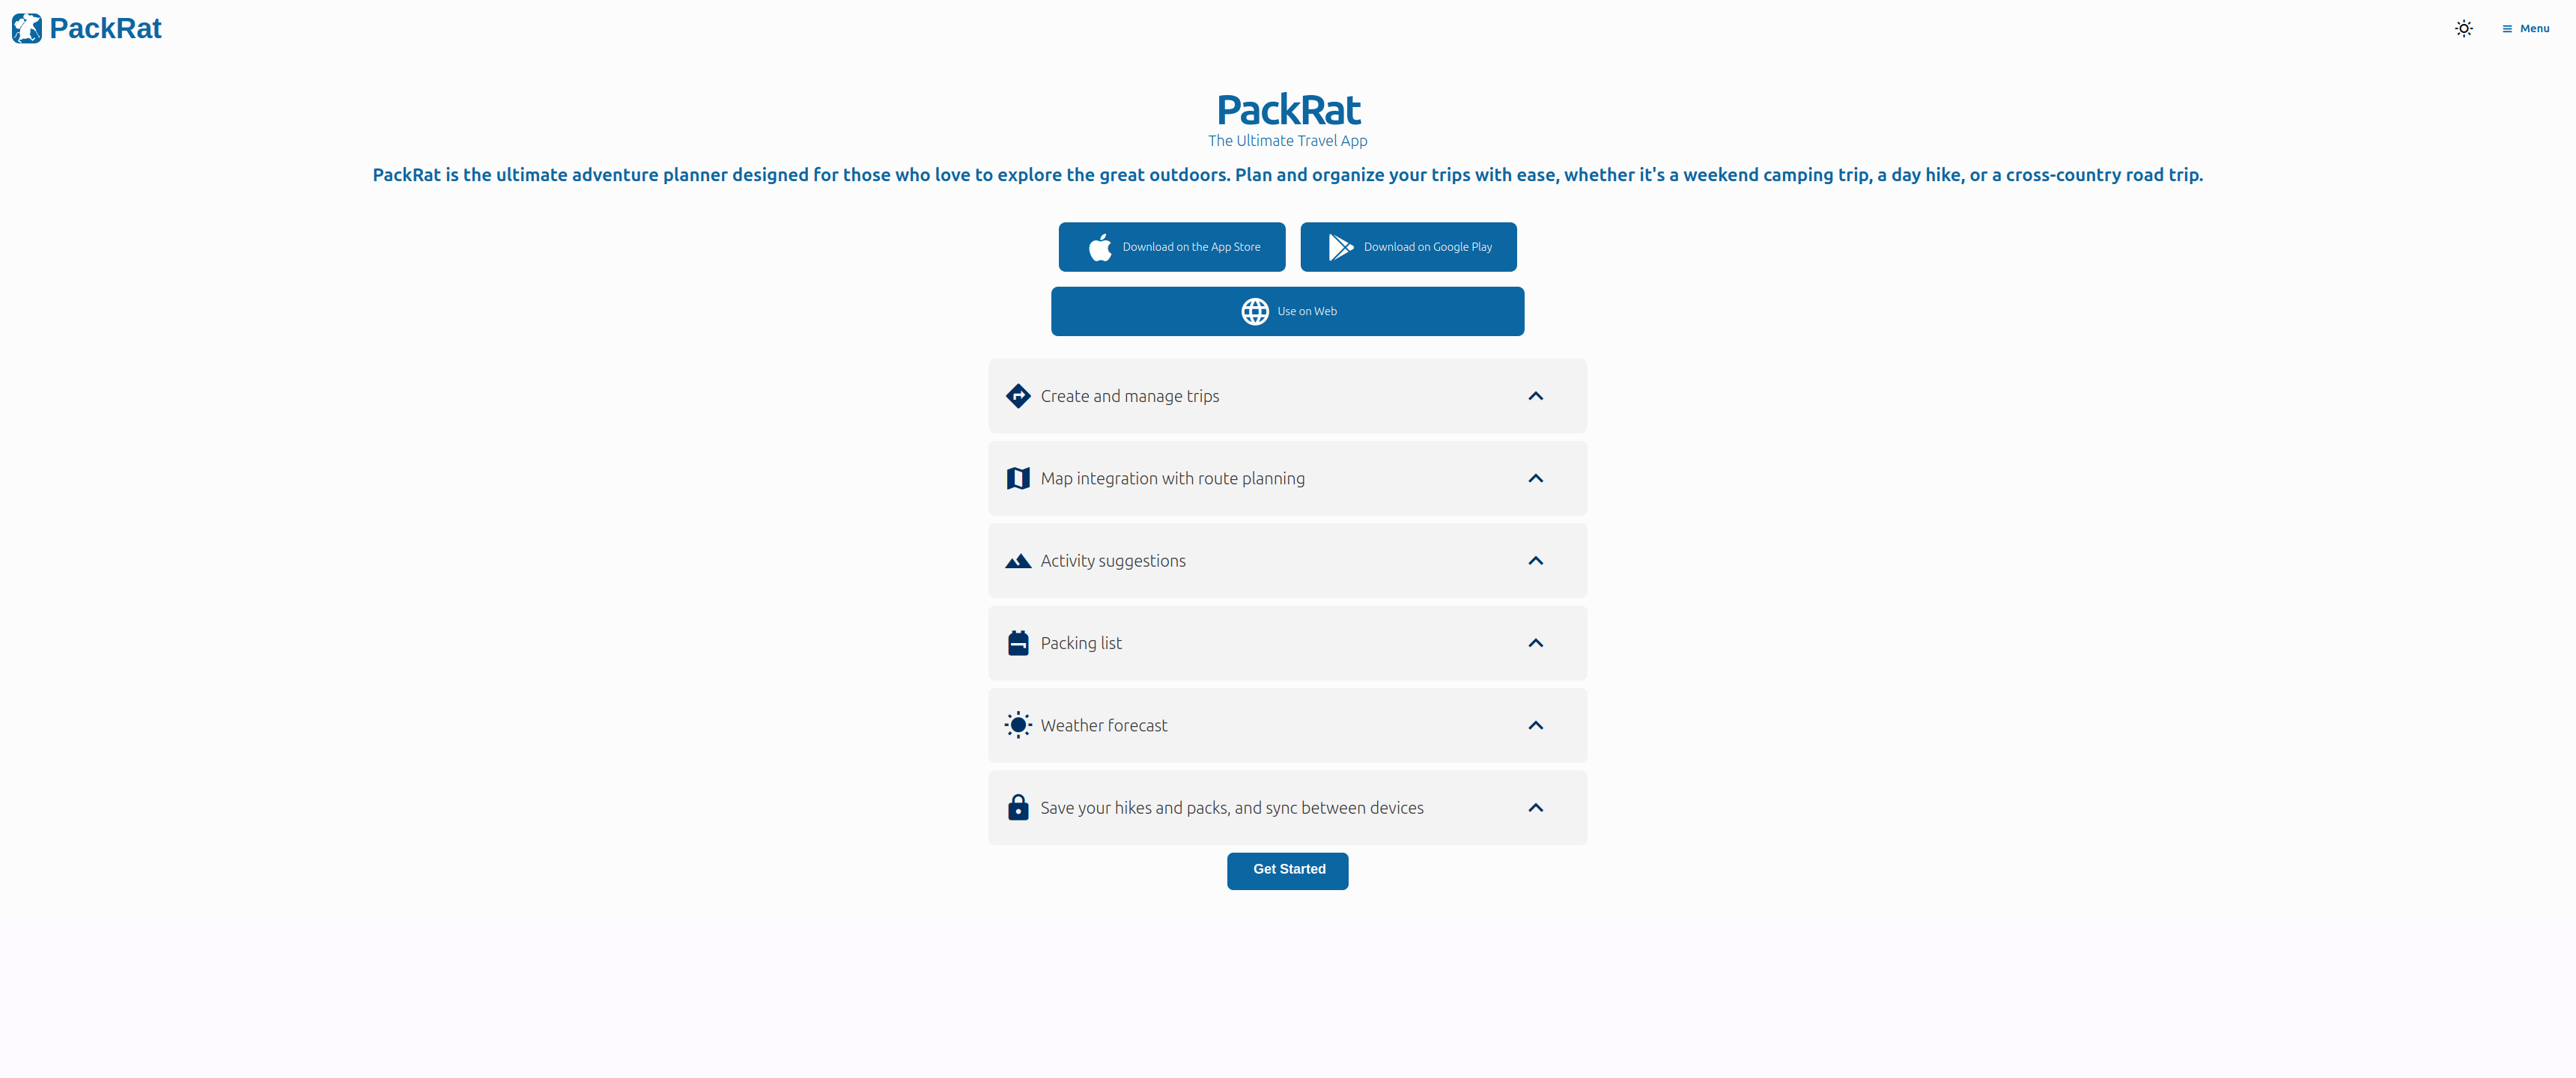 PackRat
Menu
PackRat
The Ultimate Travel App
PackRat is the ultimate adventure planner designed for those who love to explore the great outdoors. Plan and organize your trips with ease, whether it's a weekend camping trip, a day hike, or a cross-country road trip.
Download on the App Store
Download on Google Play
Use on Web
Create and manage trips
Map integration with route planning
Activity suggestions
Packing list
Weather forecast
Save your hikes and packs, and sync between devices
Get Started